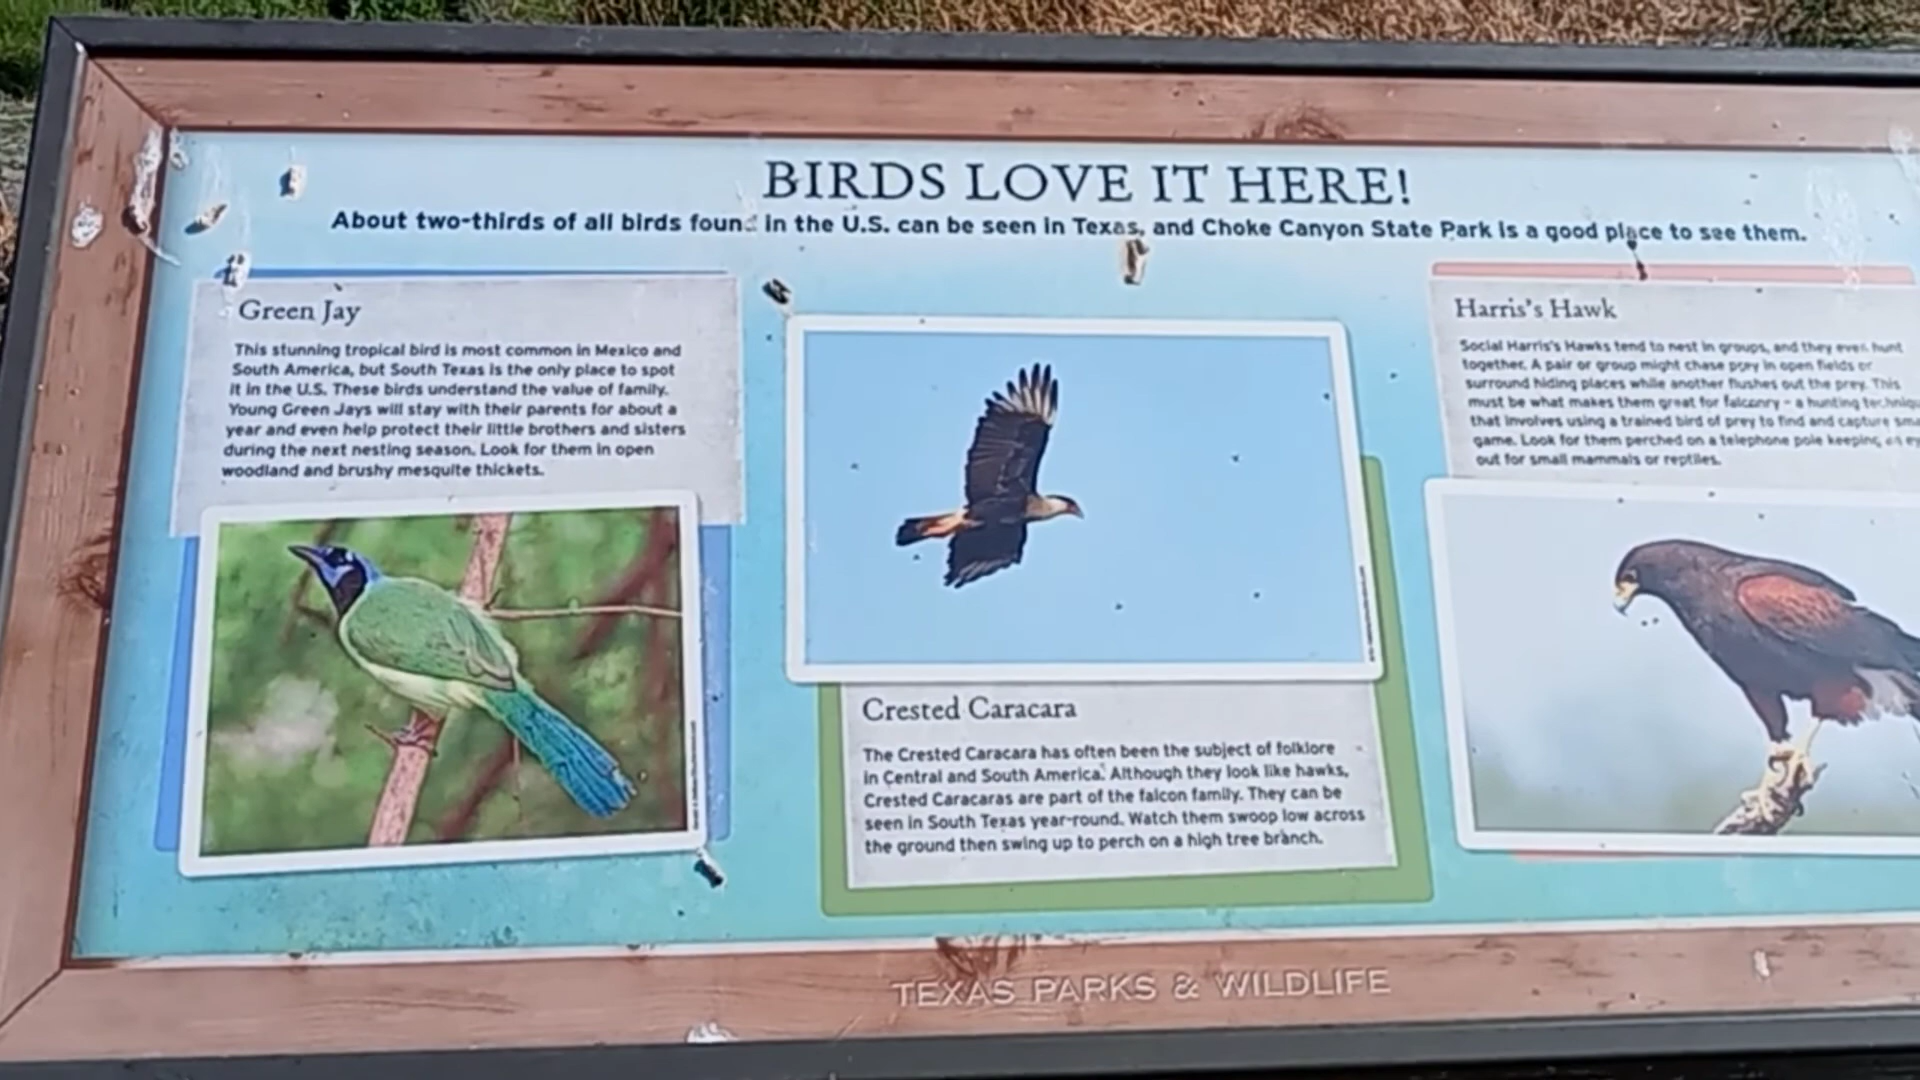 BIRDS LOVE IT HERE!
About two-thirds of all birds found in the U.S. can be seen in Texas, and Choke Canyon State Park is a good place to see them.
Green Jay
This stunning tropical bird is most common in Mexico and
South America, but South Texas is the only place to spot
it in the U.S. These birds understand the value of family.
Young Green Jays will stay with their parents for about a
year and even help protect their little brothers and sisters
during the next nesting season. Look for them in open
woodland and brushy mesquite thickets.
Crested Caracara
The Crested Caracara has often been the subject of folklore
in Central and South America. Although they look like hawks,
Crested Caracaras are part of the falcon family. They can be
seen in South Texas year-round. Watch them swoop low across
the ground then swing up to perch on a high tree branch.
Harris's Hawk
Social Harris's Hawks tend to nest in groups, and they even hunt
together. A pair or group might chase prey in open fields or
surround hiding places while another flushes out the prey. This
must be what makes them great for falconry – a hunting
that involves using a trained bird of prey to find and capture
game. Look for them perched on a telephone pole keeping an
out for small mammals or reptiles.
TEXAS PARKS & WILDLIFE